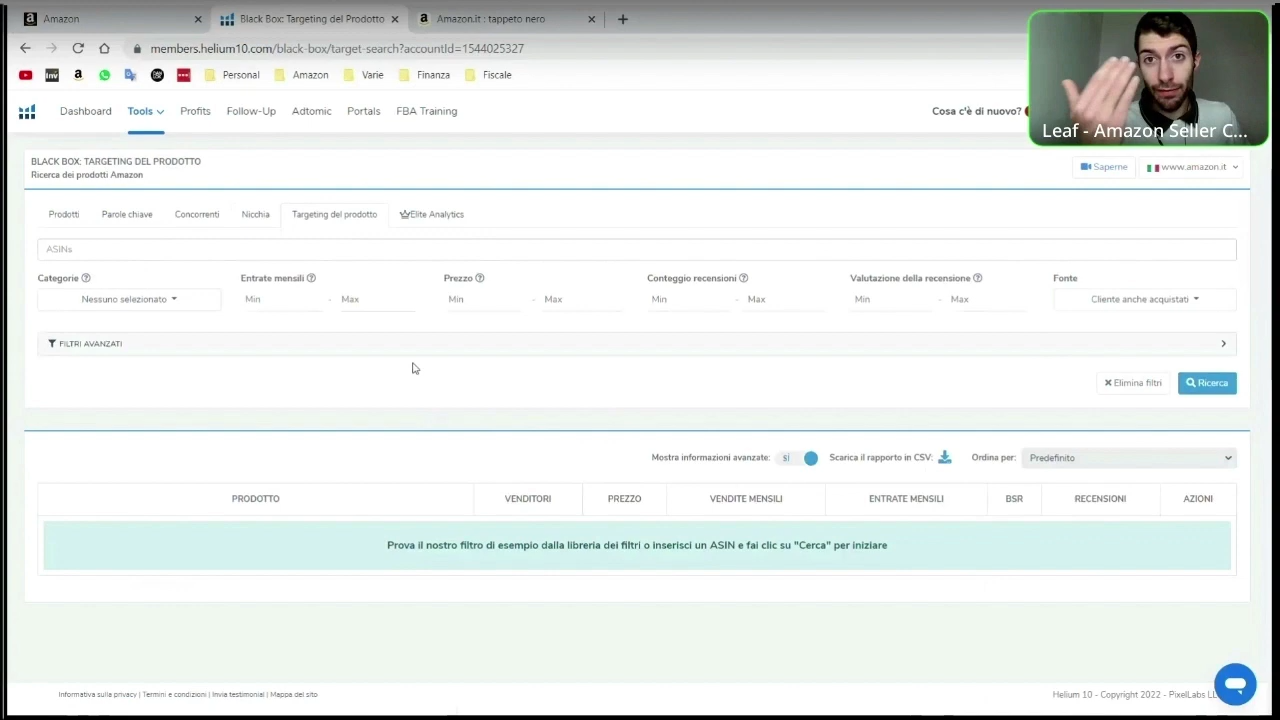 Amazon
Black Box: Targeting del Prodotto
Amazon.it : tappeto nero
members.helium10.com/black-box/target-search?accountId=1544025327
Personal
Amazon
Varie
Finanza
Fiscale
Dashboard
Tools
Profits
Follow-Up
Adtomic
Portals
FBA Training
Cosa c'è di nuovo?
Leaf - Amazon Seller C...
BLACK BOX: TARGETING DEL PRODOTTO
Ricerca dei prodotti Amazon
Saperne
www.amazon.it
Prodotti
Parole chiave
Concorrenti
Nicchia
Targeting del prodotto
Elite Analytics
ASINs
Categorie
Entrate mensili
Prezzo
Conteggio recensioni
Valutazione della recensione
Fonte
Nessuno selezionato
Min - Max
Min - Max
Min - Max
Min - Max
Cliente anche acquistati
FILTRI AVANZATI
Elimina filtri
Ricerca
Mostra informazioni avanzate:
SÌ
Scarica il rapporto in CSV:
Ordina per:
Predefinito
PRODOTTO
VENDITORI
PREZZO
VENDITE MENSILI
ENTRATE MENSILI
BSR
RECENSIONI
AZIONI
Prova il nostro filtro di esempio dalla libreria dei filtri o inserisci un ASIN e fai clic su "Cerca" per iniziare
Informativa sulla privacy | Termini e condizioni | Invia testimonial | Mappa del sito
Helium 10 - Copyright 2022 - PixelLabs